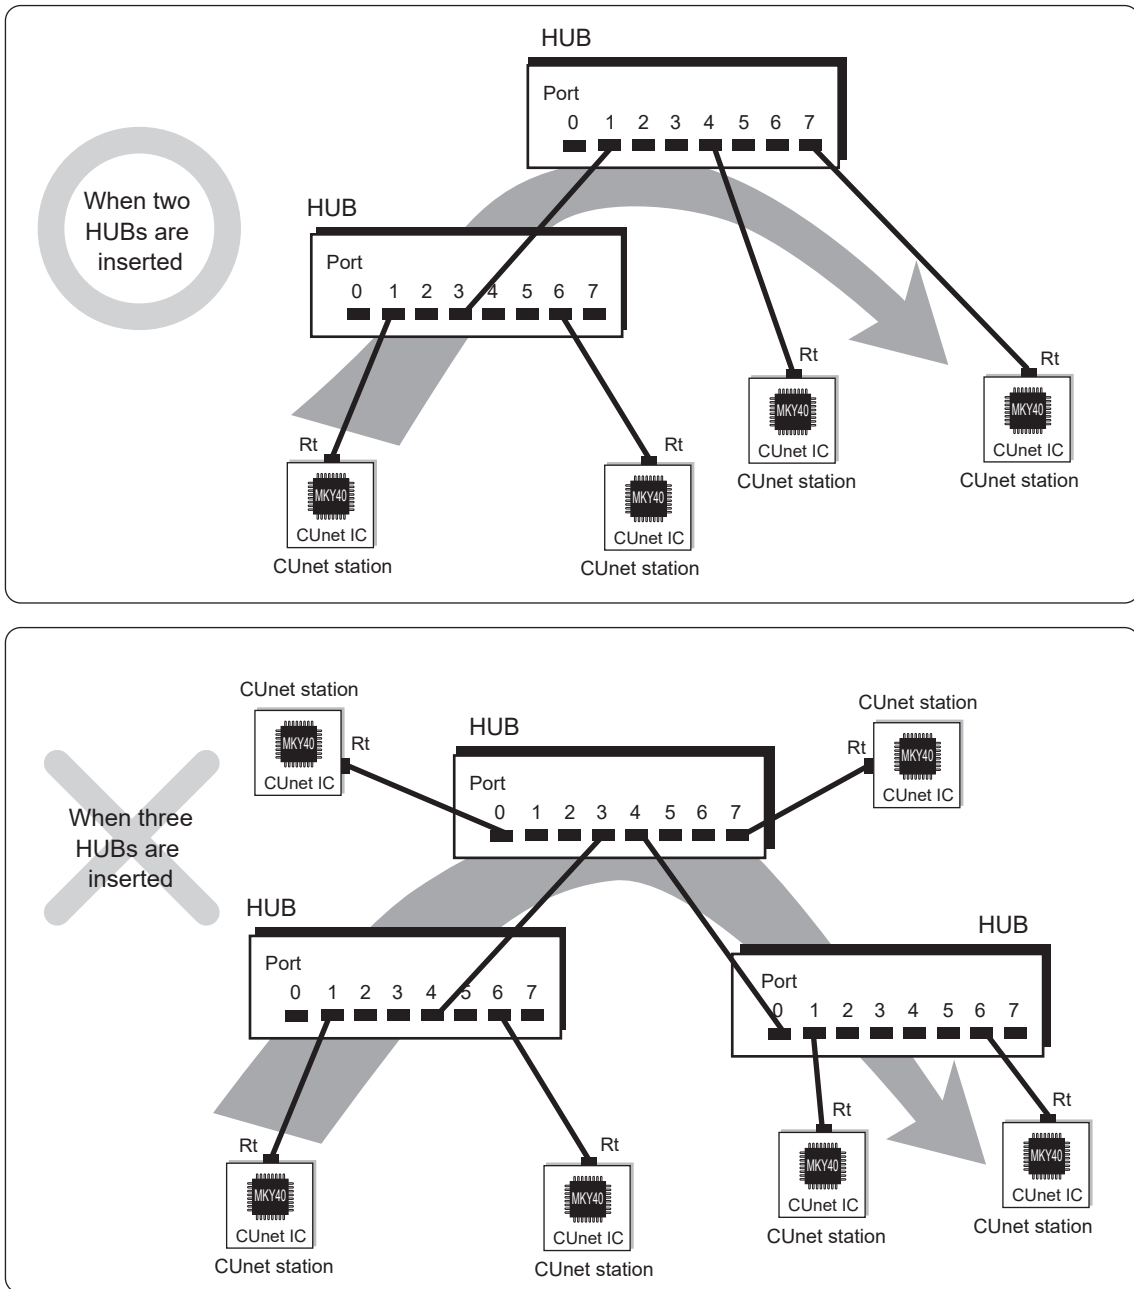 HUB
Port
0 1 2 3 4 5 6 7
When two
HUBs are
inserted
HUB
Port
0 1 2 3 4 5 6 7
Rt
MKY40
CUnet IC
CUnet station
Rt
MKY40
CUnet IC
CUnet station
Rt
MKY40
CUnet IC
CUnet station
Rt
MKY40
CUnet IC
CUnet station
CUnet station
Rt
MKY40
CUnet IC
CUnet station
Rt
MKY40
CUnet IC
HUB
Port
0 1 2 3 4 5 6 7
When three
HUBs are
inserted
HUB
Port
0 1 2 3 4 5 6 7
HUB
Port
0 1 2 3 4 5 6 7
Rt
MKY40
CUnet IC
CUnet station
Rt
MKY40
CUnet IC
CUnet station
Rt
MKY40
CUnet IC
CUnet station
Rt
MKY40
CUnet IC
CUnet station